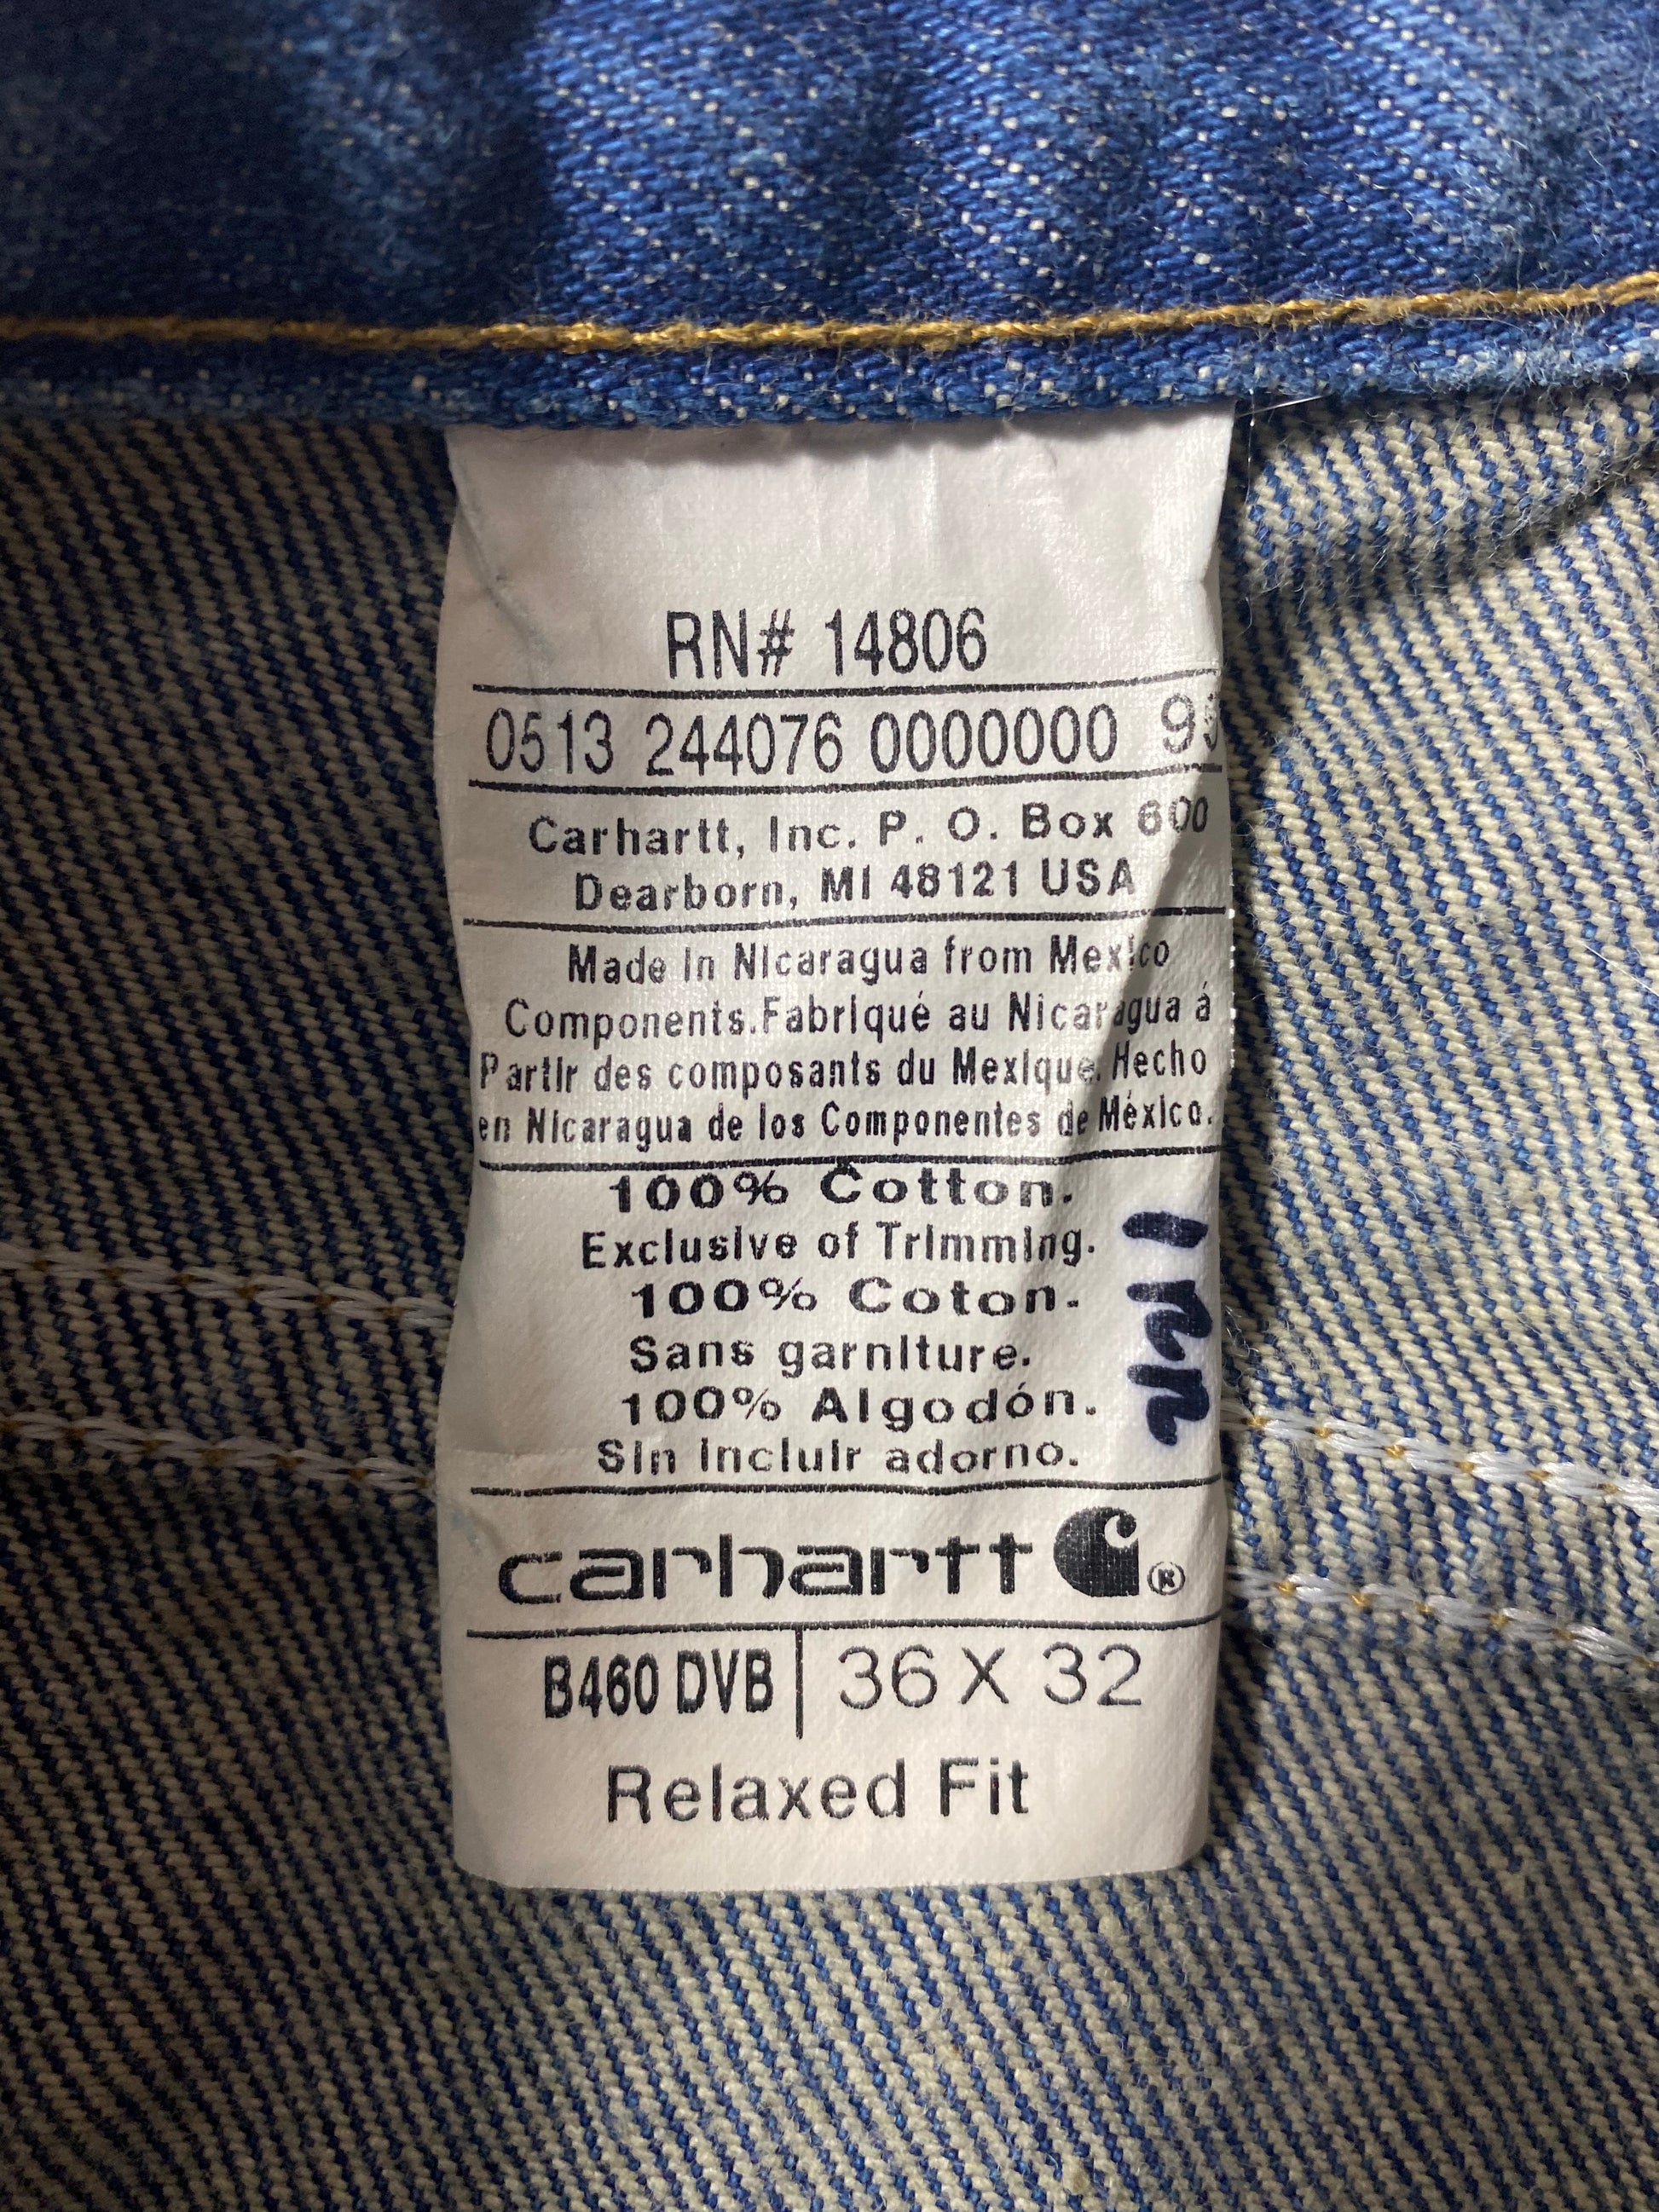 RN# 14806
0513 244076 0000000 95
Carhartt, Inc. P. O. Box 600
Dearborn, MI 48121 USA
Made in Nicaragua from Mexico
Components.Fabriqué au Nicaragua á
Partir des composants du Mexique. Hecho
en Nicaragua de los Componentes de México.
100% Cotton.
Exclusive of Trimming.
100% Coton.
Sans garniture.
100% Algodón.
Sin incluir adorno.
carhartt ®
B460 DVB 36 X 32
Relaxed Fit